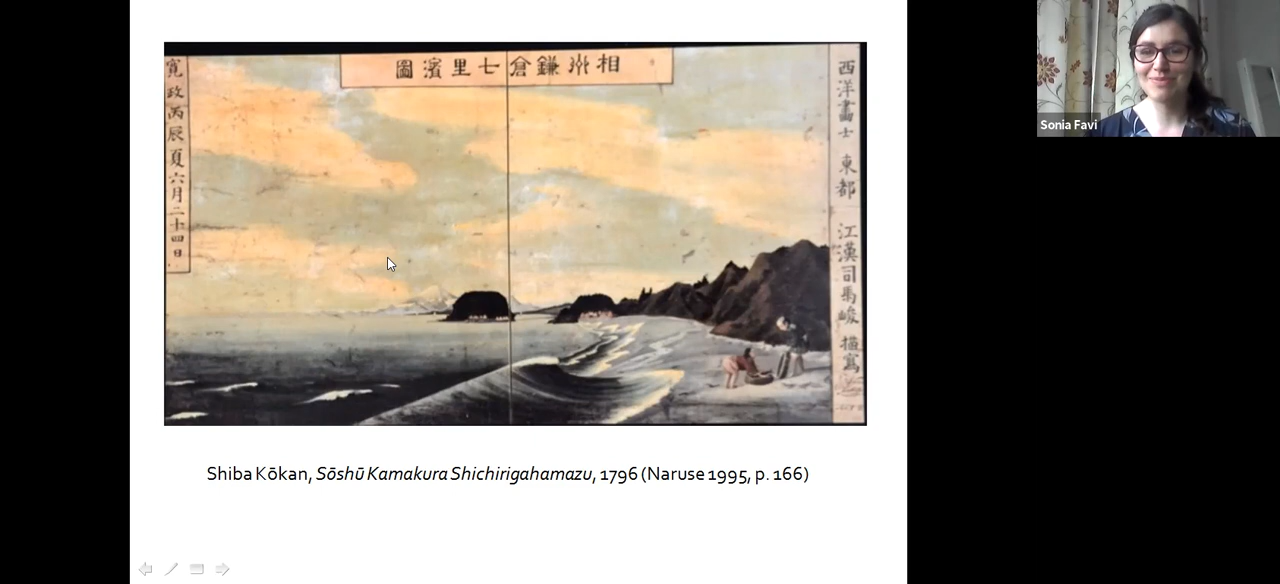 相州鎌倉七里濱圖
西洋畵士 東都 江漢司馬峻 描寫
寛政丙辰夏六月二十四日
Shiba Kōkan, Sōshū Kamakura Shichirigahamazu, 1796 (Naruse 1995, p. 166)
Sonia Favi